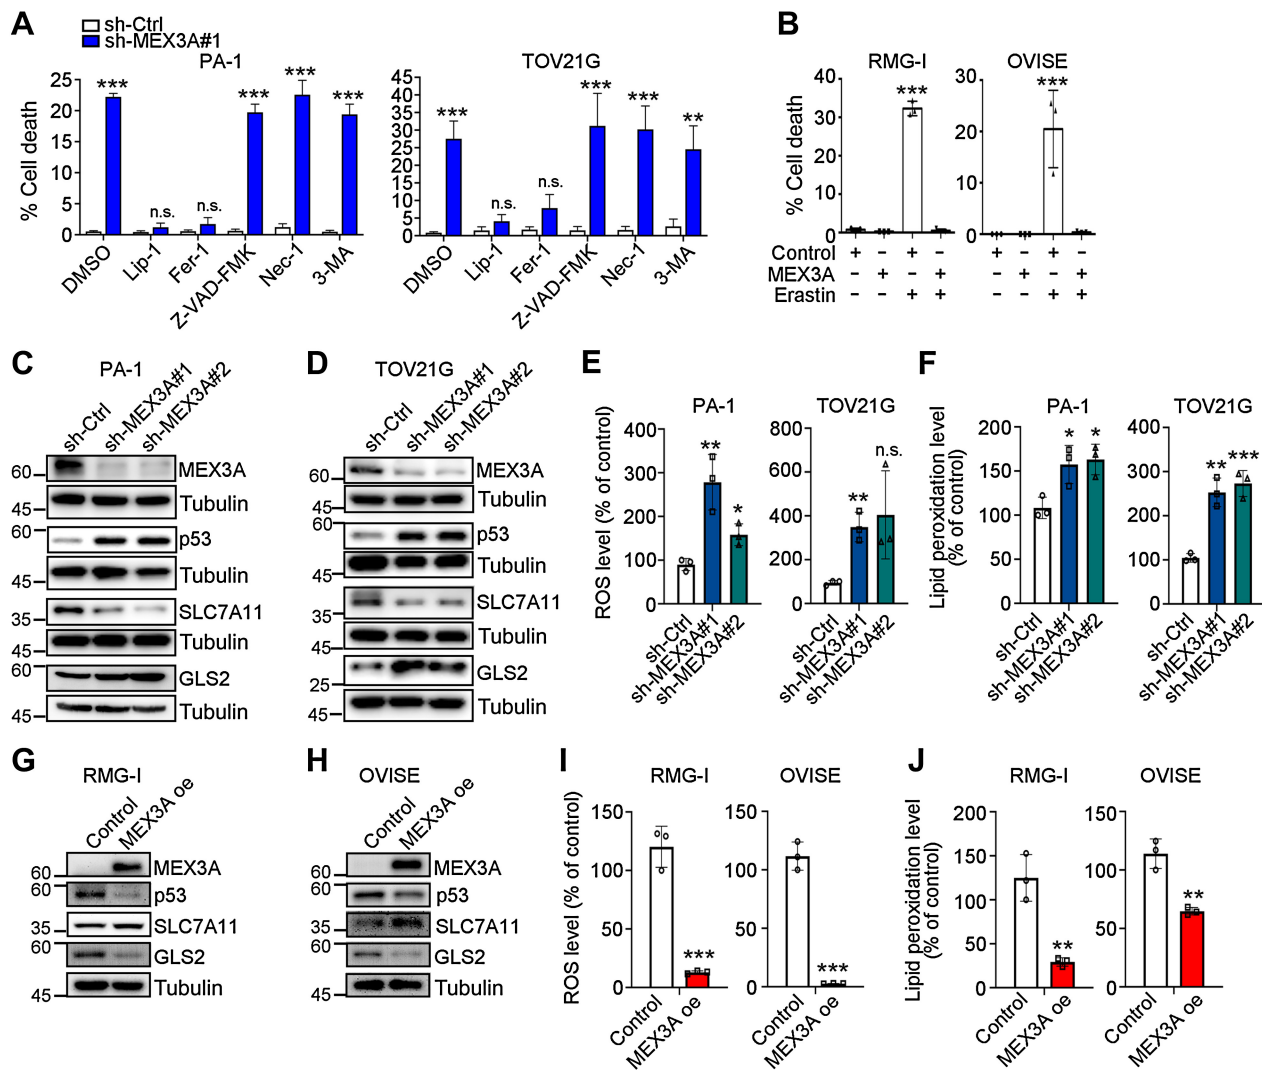 A
sh-Ctrl
sh-MEX3A#1
PA-1
% Cell death
25
20
15
10
5
0
***
n.s.
n.s.
***
***
***
DMSO
Lip-1
Fer-1
Z-VAD-FMK
Nec-1
3-MA
TOV21G
45
40
35
30
25
20
15
10
5
0
***
n.s.
n.s.
***
***
**
DMSO
Lip-1
Fer-1
Z-VAD-FMK
Nec-1
3-MA
B
RMG-I
OVISE
% Cell death
40
30
20
10
0
***
30
20
10
0
***
Control + - + - + - + -
MEX3A - + - + - + - +
Erastin - - + + - - + +
C
PA-1
sh-Ctrl
sh-MEX3A#1
sh-MEX3A#2
60 MEX3A
45 Tubulin
60 p53
45 Tubulin
35 SLC7A11
45 Tubulin
60 GLS2
45 Tubulin
D
TOV21G
sh-Ctrl
sh-MEX3A#1
sh-MEX3A#2
60 MEX3A
45 Tubulin
60 p53
45 Tubulin
35 SLC7A11
45 Tubulin
25 GLS2
45 Tubulin
E
ROS level (% of control)
PA-1
400
300
200
100
0
**
*
sh-Ctrl
sh-MEX3A#1
sh-MEX3A#2
TOV21G
800
600
400
200
0
**
n.s.
sh-Ctrl
sh-MEX3A#1
sh-MEX3A#2
F
Lipid peroxidation level
(% of control)
PA-1
200
150
100
50
0
*
*
sh-Ctrl
sh-MEX3A#1
sh-MEX3A#2
TOV21G
400
300
200
100
0
**
***
sh-Ctrl
sh-MEX3A#1
sh-MEX3A#2
G
RMG-I
Control
MEX3A oe
60 MEX3A
60 p53
35 SLC7A11
60 GLS2
45 Tubulin
H
OVISE
Control
MEX3A oe
60 MEX3A
60 p53
35 SLC7A11
60 GLS2
45 Tubulin
I
ROS level (% of control)
RMG-I
150
100
50
0
***
Control
MEX3A oe
OVISE
150
100
50
0
***
Control
MEX3A oe
J
Lipid peroxidation level
(% of control)
RMG-I
200
150
100
50
0
**
Control
MEX3A oe
OVISE
150
100
50
0
**
Control
MEX3A oe